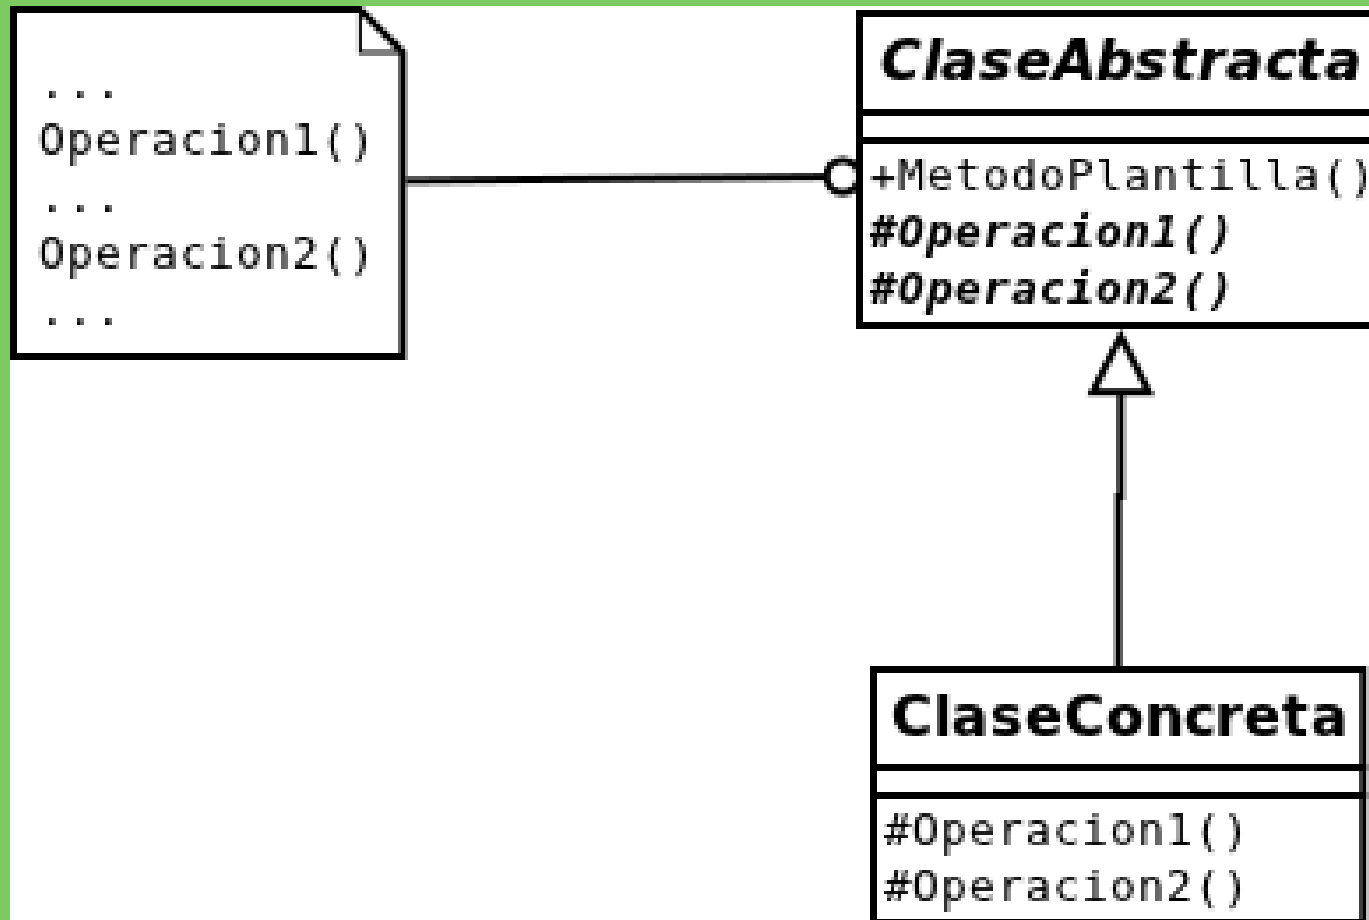 ...
Operacion1()
...
Operacion2()
...
ClaseAbstracta
+MetodoPlantilla()
#Operacion1()
#Operacion2()
ClaseConcreta
#Operacion1()
#Operacion2()